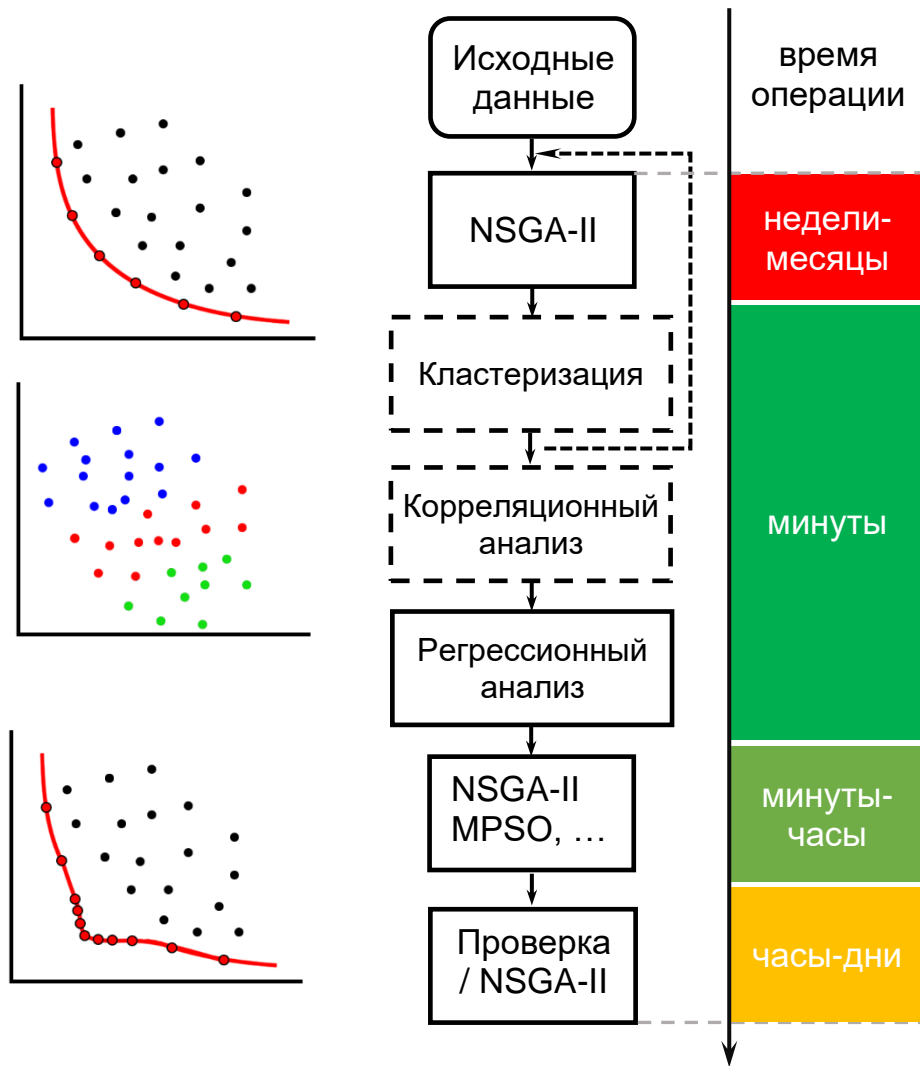 Исходные
данные
время
операции
NSGA-II
недели-
месяцы
Кластеризация
Корреляционный
анализ
минуты
Регрессионный
анализ
NSGA-II
MPSO, …
минуты-
часы
Проверка
/ NSGA-II
часы-дни